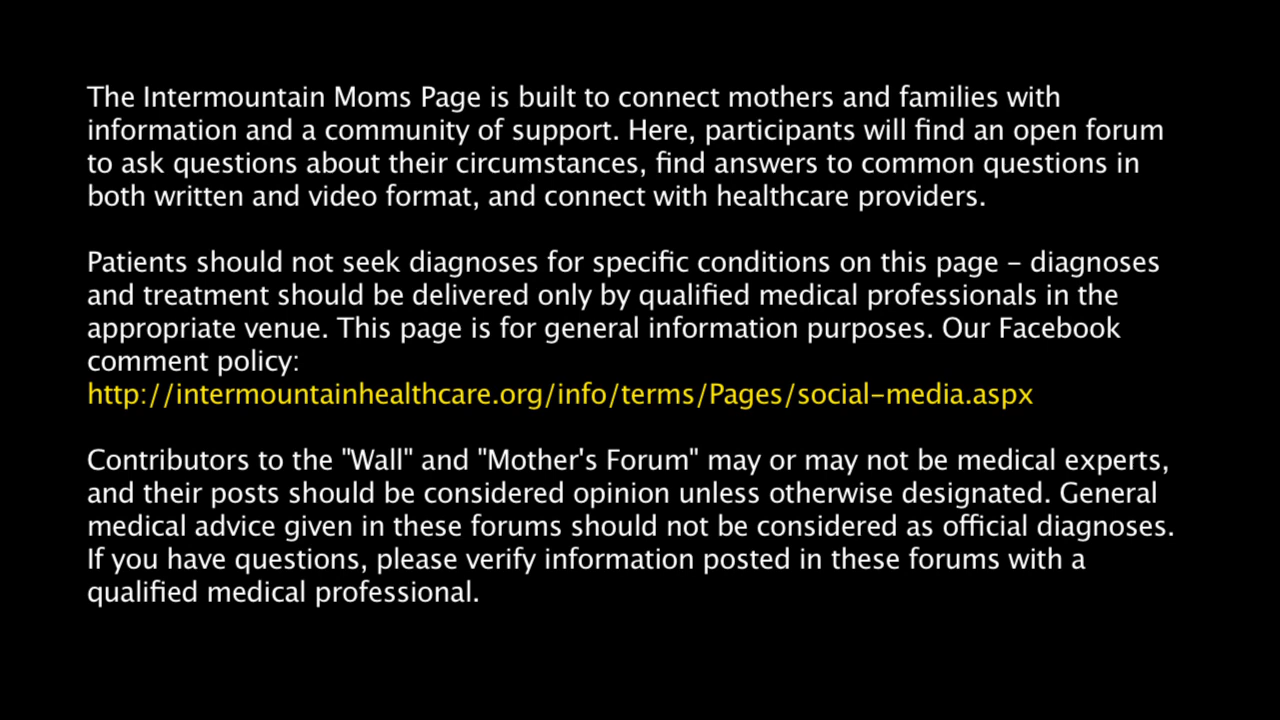 The Intermountain Moms Page is built to connect mothers and families with
information and a community of support. Here, participants will find an open forum
to ask questions about their circumstances, find answers to common questions in
both written and video format, and connect with healthcare providers.
Patients should not seek diagnoses for specific conditions on this page – diagnoses
and treatment should be delivered only by qualified medical professionals in the
appropriate venue. This page is for general information purposes. Our Facebook
comment policy:
http://intermountainhealthcare.org/info/terms/Pages/social-media.aspx
Contributors to the "Wall" and "Mother's Forum" may or may not be medical experts,
and their posts should be considered opinion unless otherwise designated. General
medical advice given in these forums should not be considered as official diagnoses.
If you have questions, please verify information posted in these forums with a
qualified medical professional.